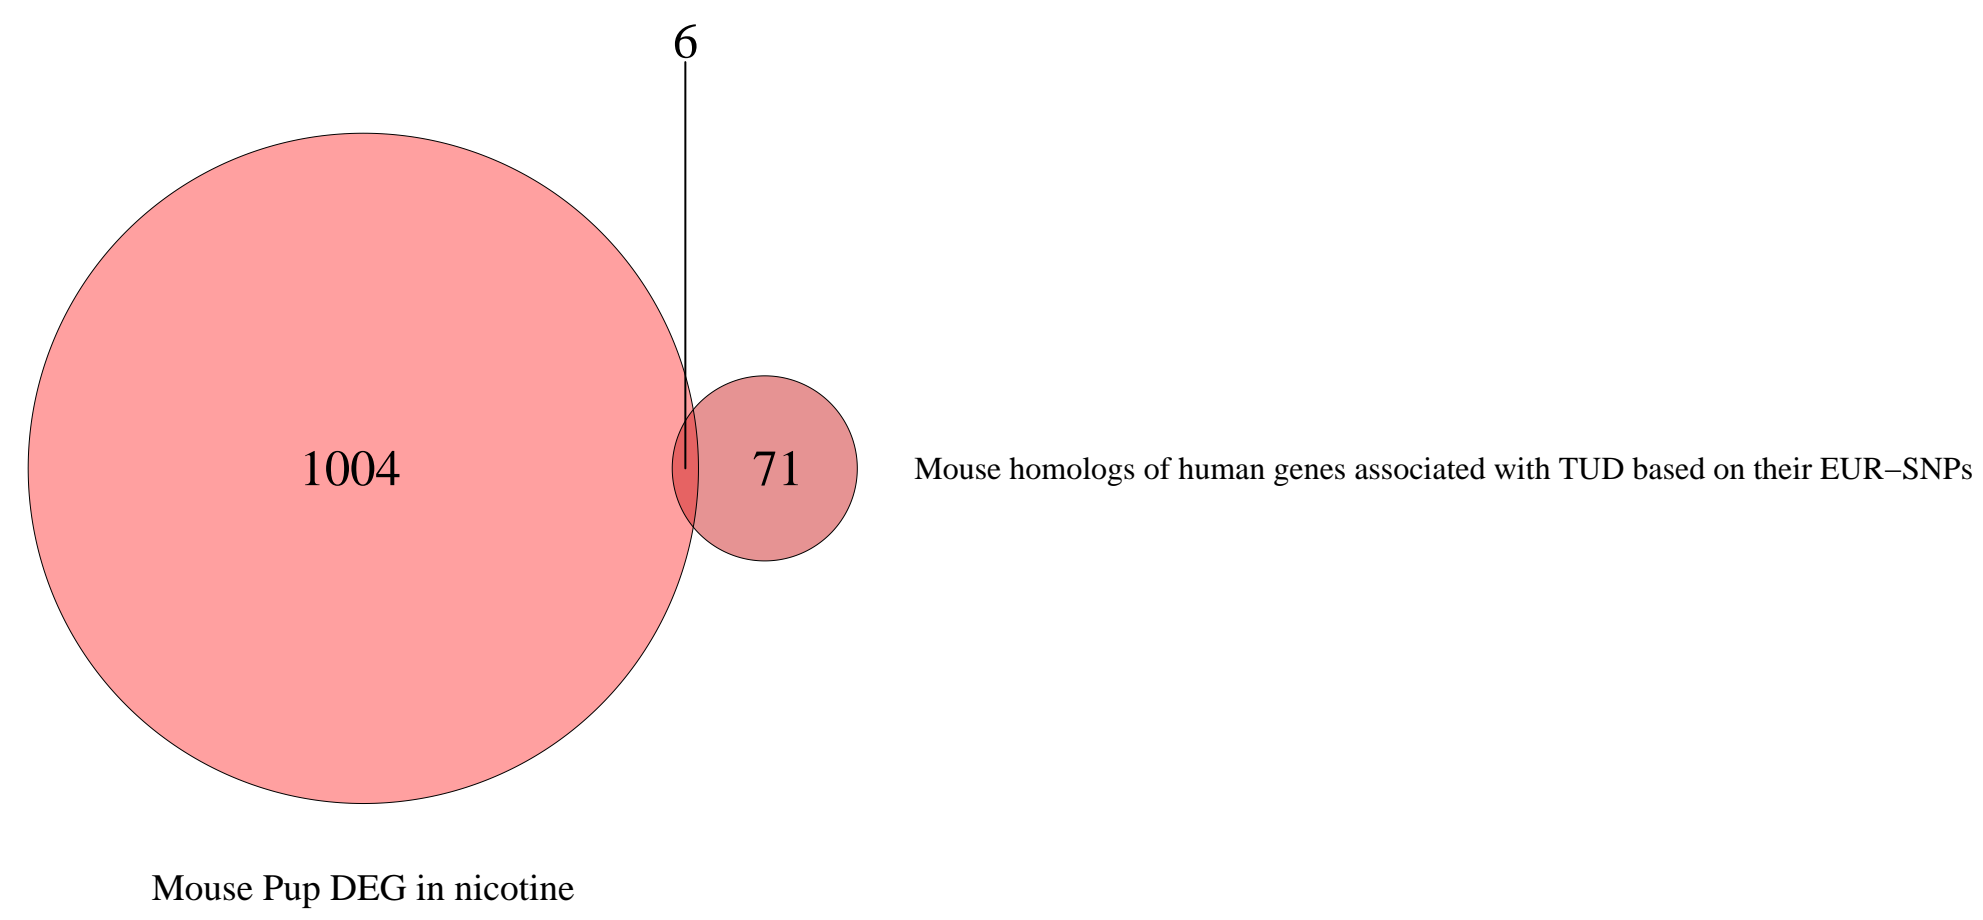 6
1004
71
Mouse homologs of human genes associated with TUD based on their EUR−SNPs
Mouse Pup DEG in nicotine